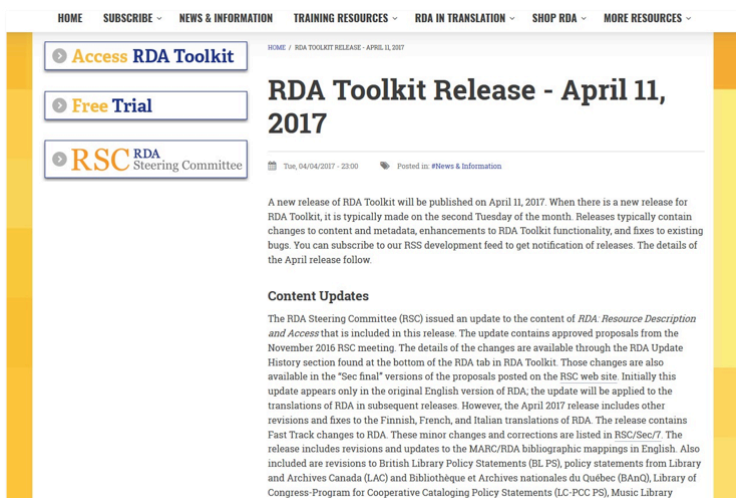 HOME SUBSCRIBE NEWS & INFORMATION TRAINING RESOURCES RDA IN TRANSLATION SHOP RDA MORE RESOURCES
Access RDA Toolkit
Free Trial
RSC RDA Steering Committee
HOME / RDA TOOLKIT RELEASE - APRIL 11, 2017
RDA Toolkit Release - April 11,
2017
Tue, 04/04/2017 - 23:00 Posted in: #News & Information
A new release of RDA Toolkit will be published on April 11, 2017. When there is a new release for
RDA Toolkit, it is typically made on the second Tuesday of the month. Releases typically contain
changes to content and metadata, enhancements to RDA Toolkit functionality, and fixes to existing
bugs. You can subscribe to our RSS development feed to get notification of releases. The details of
the April release follow.
Content Updates
The RDA Steering Committee (RSC) issued an update to the content of RDA: Resource Description
and Access that is included in this release. The update contains approved proposals from the
November 2016 RSC meeting. The details of the changes are available through the RDA Update
History section found at the bottom of the RDA tab in RDA Toolkit. Those changes are also
available in the "Sec final" versions of the proposals posted on the RSC web site. Initially this
update appears only in the original English version of RDA; the update will be applied to the
translations of RDA in subsequent releases. However, the April 2017 release includes other
revisions and fixes to the Finnish, French, and Italian translations of RDA. The release contains
Fast Track changes to RDA. These minor changes and corrections are listed in RSC/Sec/7. The
release includes revisions and updates to the MARC/RDA bibliographic mappings in English. Also
included are revisions to British Library Policy Statements (BL PS), policy statements from Library
and Archives Canada (LAC) and Bibliothèque et Archives nationales du Québec (BAnQ), Library of
Congress-Program for Cooperative Cataloging Policy Statements (LC-PCC PS), Music Library